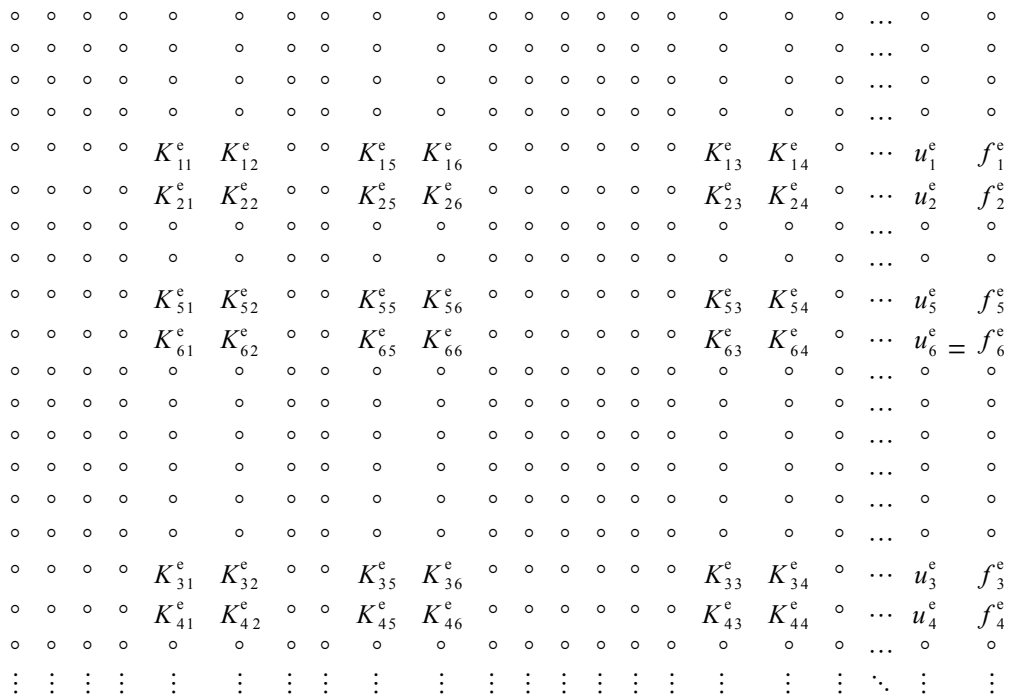 ∘ ∘ ∘ ∘ ∘ ∘ ∘ ∘ ∘ ∘ ∘ ∘ ∘ ∘ ∘ ∘ ∘ ∘ ∘ … ∘ ∘
∘ ∘ ∘ ∘ ∘ ∘ ∘ ∘ ∘ ∘ ∘ ∘ ∘ ∘ ∘ ∘ ∘ ∘ ∘ … ∘ ∘
∘ ∘ ∘ ∘ ∘ ∘ ∘ ∘ ∘ ∘ ∘ ∘ ∘ ∘ ∘ ∘ ∘ ∘ ∘ … ∘ ∘
∘ ∘ ∘ ∘ ∘ ∘ ∘ ∘ ∘ ∘ ∘ ∘ ∘ ∘ ∘ ∘ ∘ ∘ ∘ … ∘ ∘
∘ ∘ ∘ ∘ K^e_11 K^e_12 ∘ ∘ K^e_15 K^e_16 ∘ ∘ ∘ ∘ ∘ ∘ K^e_13 K^e_14 ∘ ⋯ u^e_1 f^e_1
∘ ∘ ∘ ∘ K^e_21 K^e_22 ∘ ∘ K^e_25 K^e_26 ∘ ∘ ∘ ∘ ∘ ∘ K^e_23 K^e_24 ∘ ⋯ u^e_2 f^e_2
∘ ∘ ∘ ∘ ∘ ∘ ∘ ∘ ∘ ∘ ∘ ∘ ∘ ∘ ∘ ∘ ∘ ∘ ∘ … ∘ ∘
∘ ∘ ∘ ∘ ∘ ∘ ∘ ∘ ∘ ∘ ∘ ∘ ∘ ∘ ∘ ∘ ∘ ∘ ∘ … ∘ ∘
∘ ∘ ∘ ∘ K^e_51 K^e_52 ∘ ∘ K^e_55 K^e_56 ∘ ∘ ∘ ∘ ∘ ∘ K^e_53 K^e_54 ∘ ⋯ u^e_5 f^e_5
∘ ∘ ∘ ∘ K^e_61 K^e_62 ∘ ∘ K^e_65 K^e_66 ∘ ∘ ∘ ∘ ∘ ∘ K^e_63 K^e_64 ∘ ⋯ u^e_6 = f^e_6
∘ ∘ ∘ ∘ ∘ ∘ ∘ ∘ ∘ ∘ ∘ ∘ ∘ ∘ ∘ ∘ ∘ ∘ ∘ … ∘ ∘
∘ ∘ ∘ ∘ ∘ ∘ ∘ ∘ ∘ ∘ ∘ ∘ ∘ ∘ ∘ ∘ ∘ ∘ ∘ … ∘ ∘
∘ ∘ ∘ ∘ ∘ ∘ ∘ ∘ ∘ ∘ ∘ ∘ ∘ ∘ ∘ ∘ ∘ ∘ ∘ … ∘ ∘
∘ ∘ ∘ ∘ ∘ ∘ ∘ ∘ ∘ ∘ ∘ ∘ ∘ ∘ ∘ ∘ ∘ ∘ ∘ … ∘ ∘
∘ ∘ ∘ ∘ ∘ ∘ ∘ ∘ ∘ ∘ ∘ ∘ ∘ ∘ ∘ ∘ ∘ ∘ ∘ … ∘ ∘
∘ ∘ ∘ ∘ ∘ ∘ ∘ ∘ ∘ ∘ ∘ ∘ ∘ ∘ ∘ ∘ ∘ ∘ ∘ … ∘ ∘
∘ ∘ ∘ ∘ K^e_31 K^e_32 ∘ ∘ K^e_35 K^e_36 ∘ ∘ ∘ ∘ ∘ ∘ K^e_33 K^e_34 ∘ ⋯ u^e_3 f^e_3
∘ ∘ ∘ ∘ K^e_41 K^e_42 ∘ ∘ K^e_45 K^e_46 ∘ ∘ ∘ ∘ ∘ ∘ K^e_43 K^e_44 ∘ ⋯ u^e_4 f^e_4
∘ ∘ ∘ ∘ ∘ ∘ ∘ ∘ ∘ ∘ ∘ ∘ ∘ ∘ ∘ ∘ ∘ ∘ ∘ … ∘ ∘
⋮ ⋮ ⋮ ⋮ ⋮ ⋮ ⋮ ⋮ ⋮ ⋮ ⋮ ⋮ ⋮ ⋮ ⋮ ⋮ ⋮ ⋮ ⋮ ⋱ ⋮ ⋮